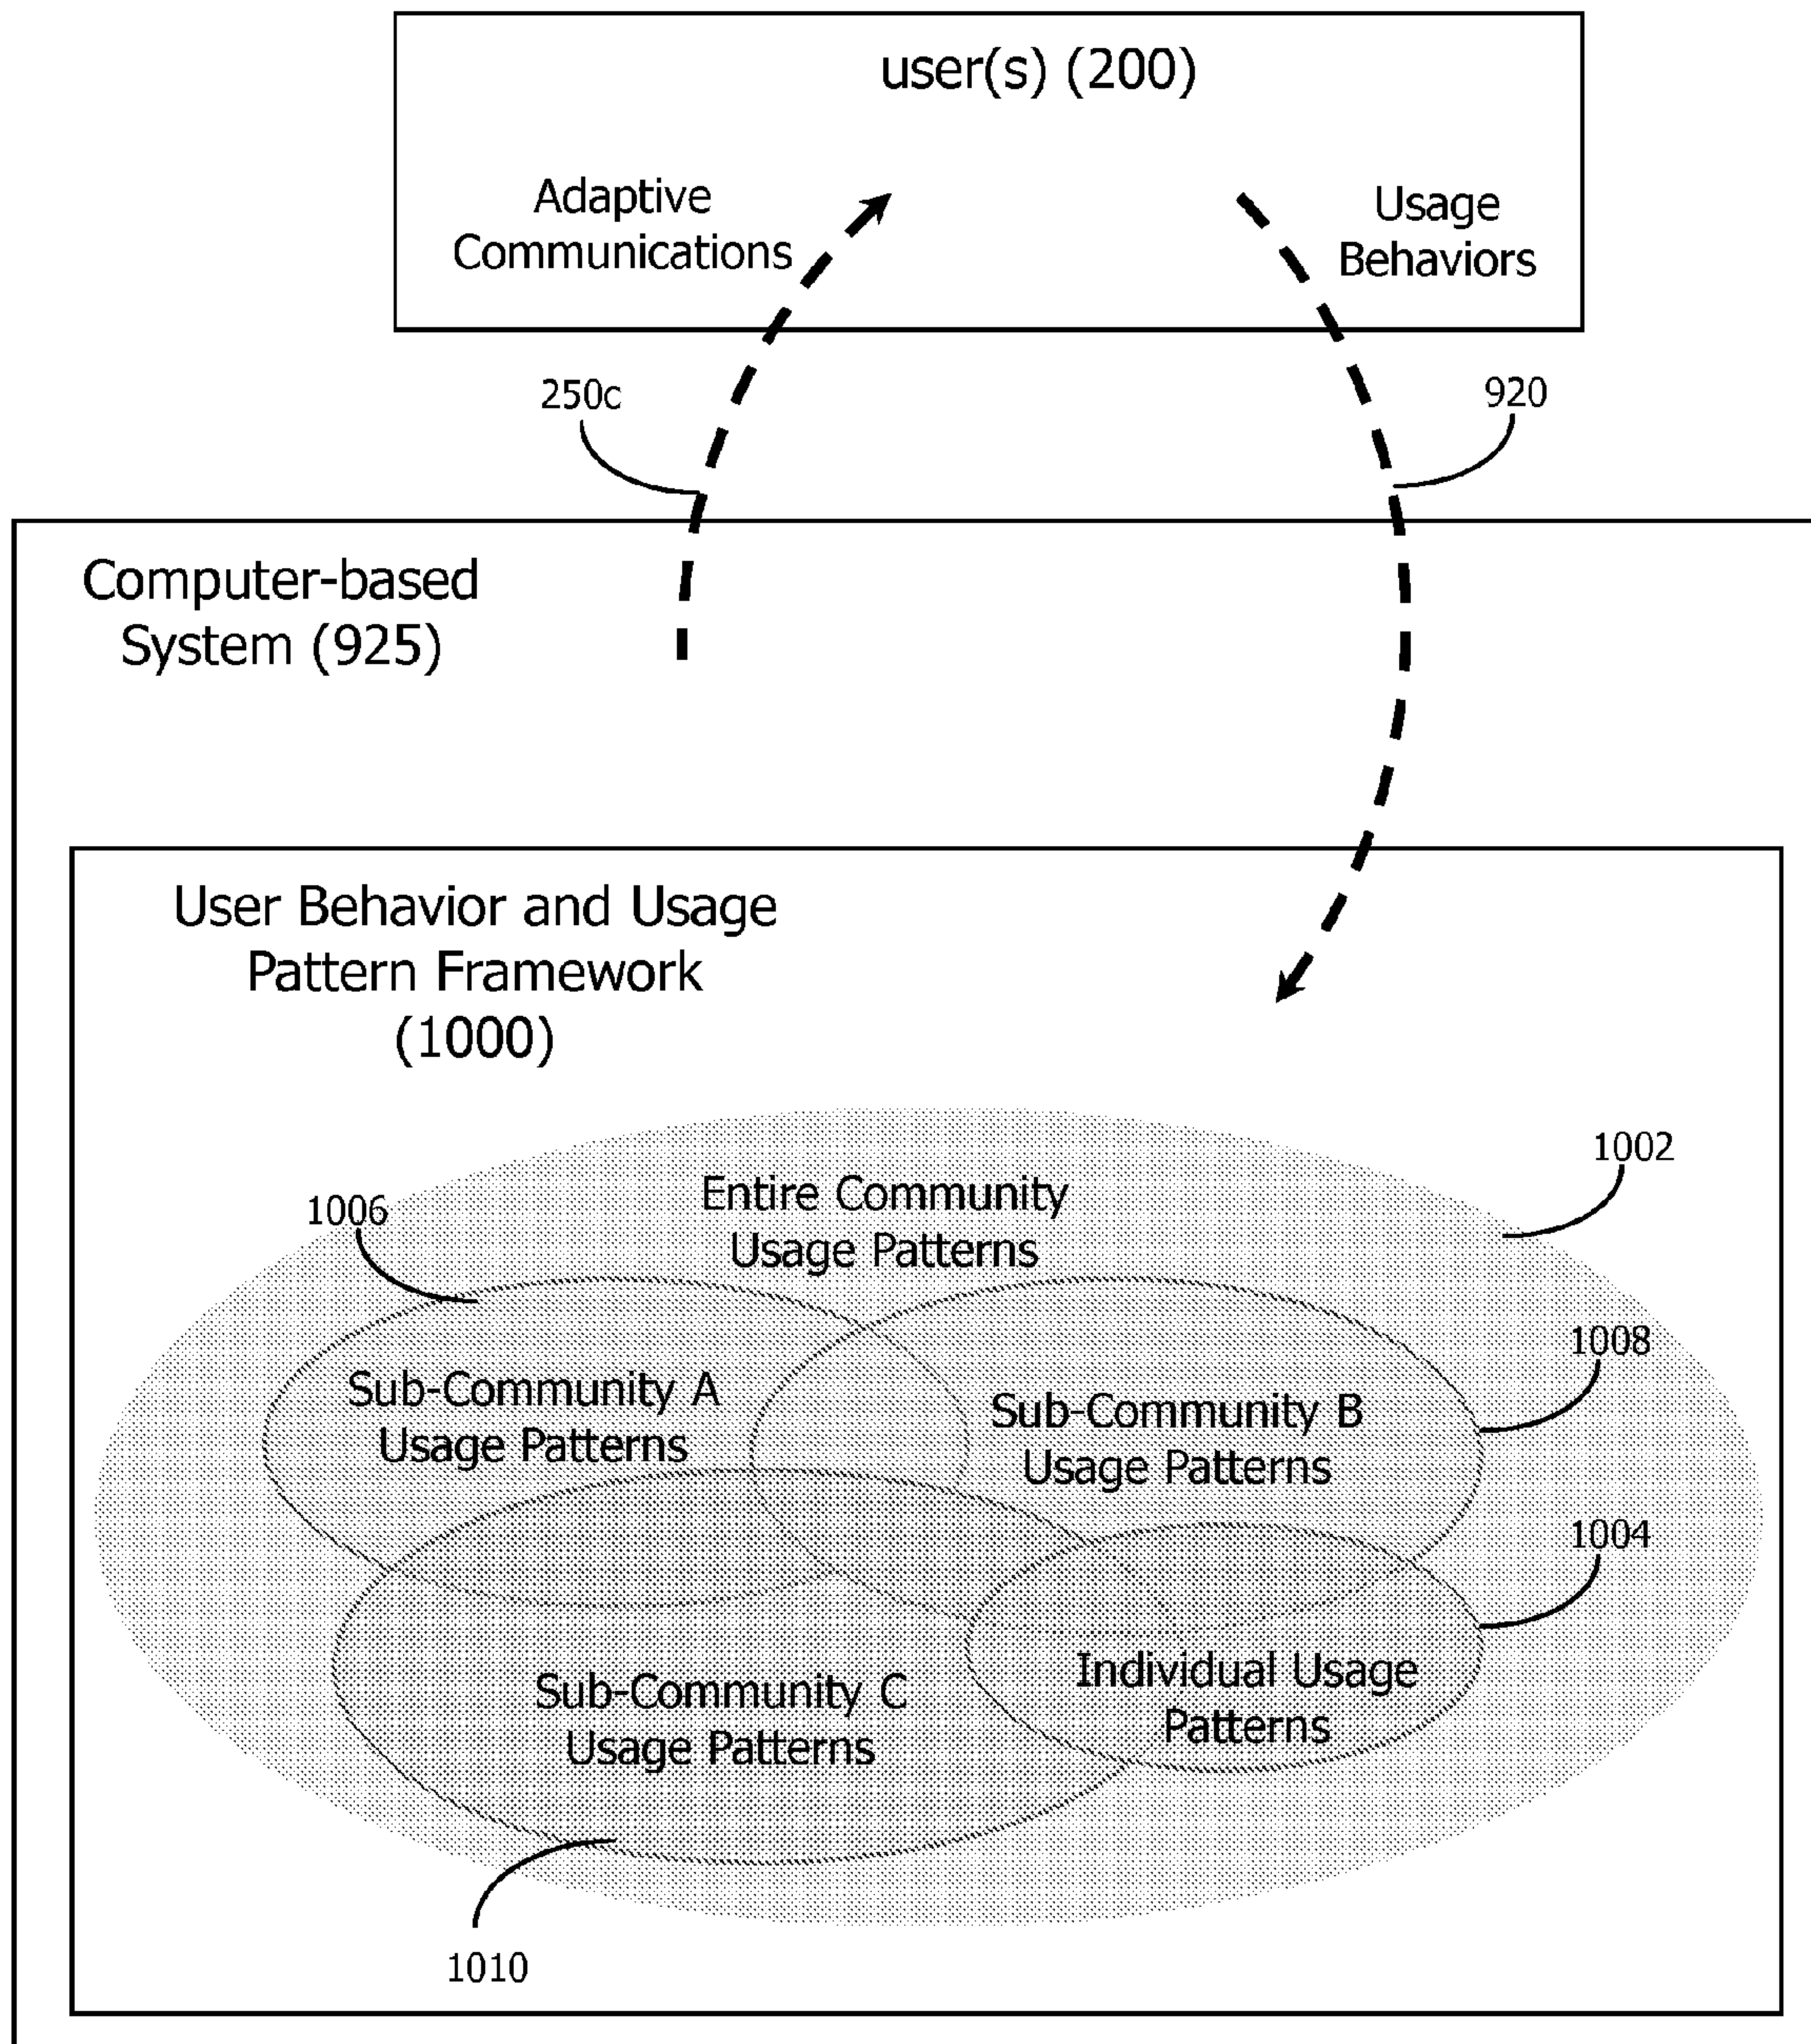 user(s) (200)
Adaptive
Communications
Usage
Behaviors
250c
920
Computer-based
System (925)
User Behavior and Usage
Pattern Framework
(1000)
1002
Entire Community
Usage Patterns
1006
1008
Sub-Community A
Usage Patterns
Sub-Community B
Usage Patterns
1004
Individual Usage
Patterns
Sub-Community C
Usage Patterns
1010